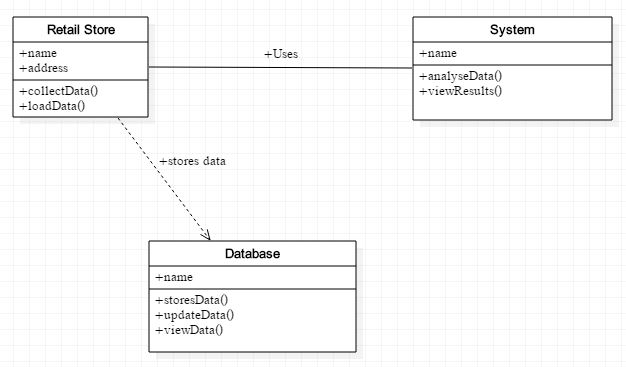 Retail Store
+name
+address
+collectData()
+loadData()
+Uses
System
+name
+analyseData()
+viewResults()
+stores data
Database
+name
+storesData()
+updateData()
+viewData()